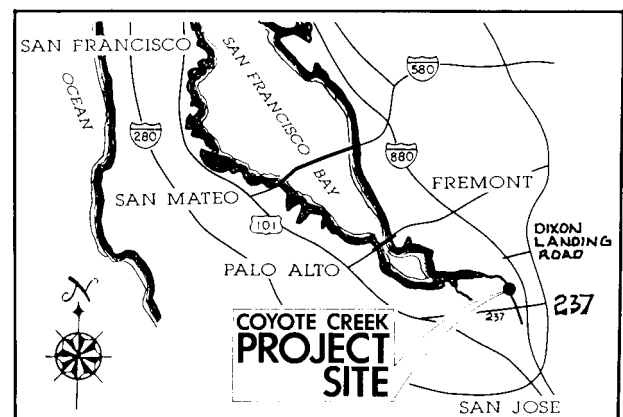 SAN FRANCISCO
OCEAN
SAN FRANCISCO
BAY
580
280
880
SAN MATEO
FREMONT
101
DIXON
LANDING
ROAD
PALO ALTO
N
237
237
COYOTE CREEK
PROJECT
SITE
SAN JOSE